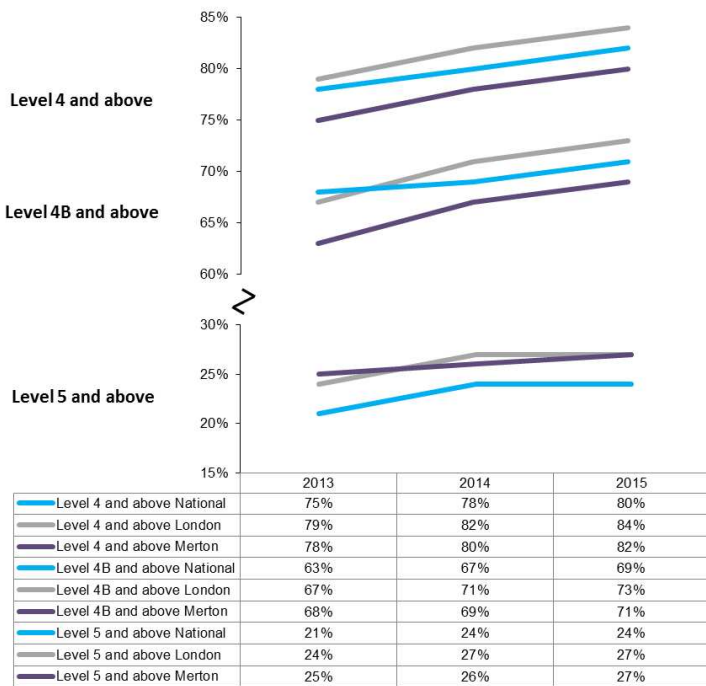 85%
80%
Level 4 and above
75%
70%
Level 4B and above
65%
60%
30%
25%
Level 5 and above
20%
15%
2013 2014 2015
Level 4 and above National 75% 78% 80%
Level 4 and above London 79% 82% 84%
Level 4 and above Merton 78% 80% 82%
Level 4B and above National 63% 67% 69%
Level 4B and above London 67% 71% 73%
Level 4B and above Merton 68% 69% 71%
Level 5 and above National 21% 24% 24%
Level 5 and above London 24% 27% 27%
Level 5 and above Merton 25% 26% 27%